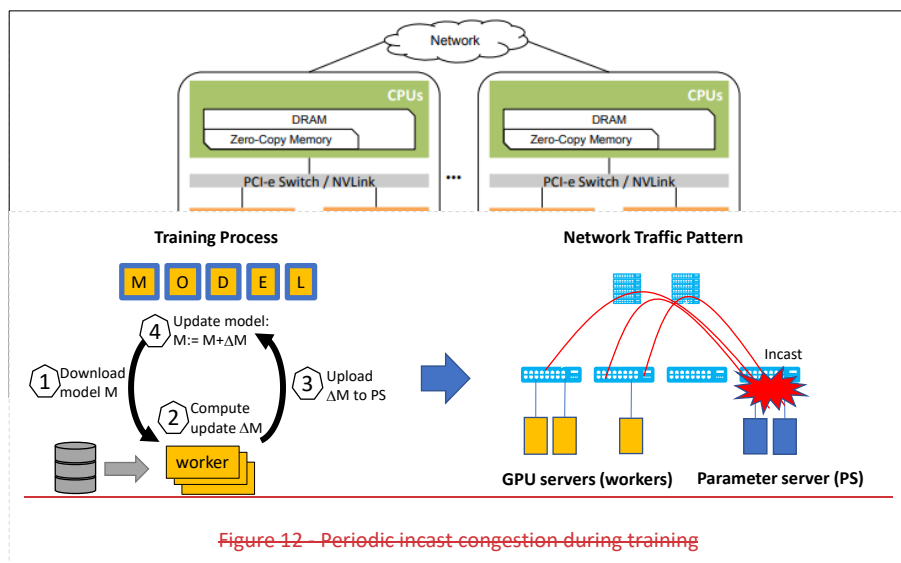 Network
CPUs
CPUs
DRAM
DRAM
Zero-Copy Memory
Zero-Copy Memory
PCI-e Switch / NVLink
...
PCI-e Switch / NVLink
Training Process
Network Traffic Pattern
M O D E L
4
Update model:
M:= M+ΔM
1
Download
model M
3
Upload
ΔM to PS
2
Compute
update ΔM
worker
Incast
GPU servers (workers)
Parameter server (PS)
Figure 12 - Periodic incast congestion during training